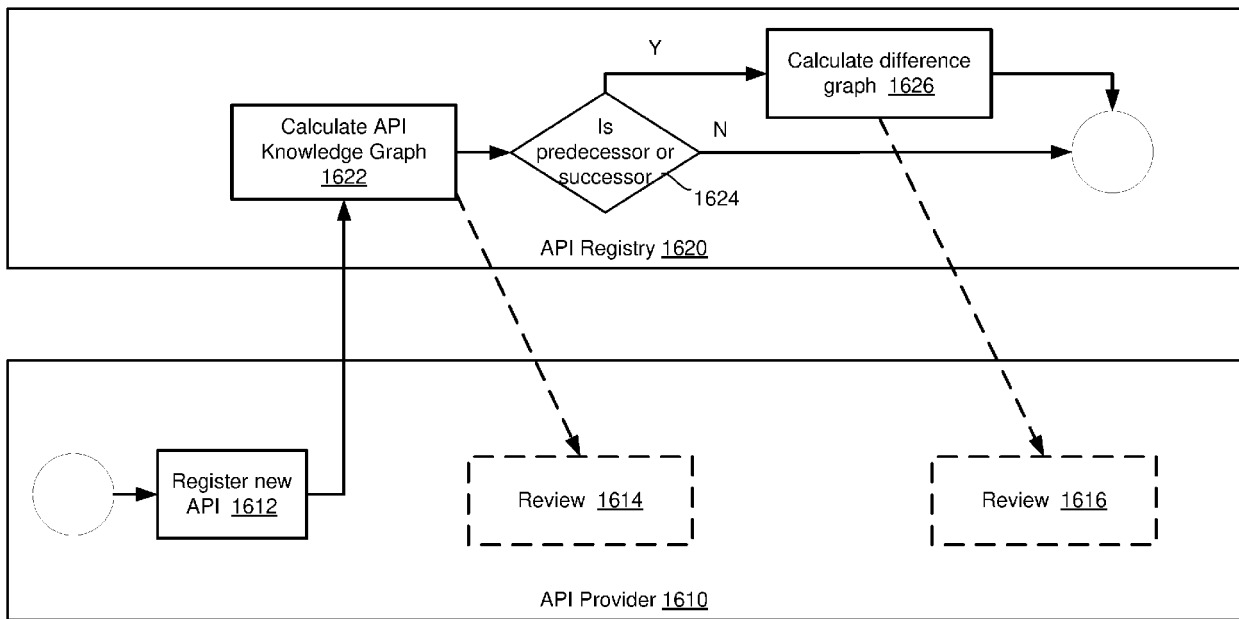 Y
Calculate difference
graph 1626
Calculate API
Knowledge Graph
1622
Is
predecessor or
successor
N
1624
API Registry 1620
Register new
API 1612
Review 1614
Review 1616
API Provider 1610